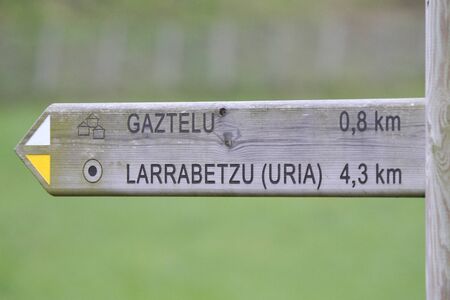 GAZTELU 0,8 km
LARRABETZU (URIA) 4,3 km